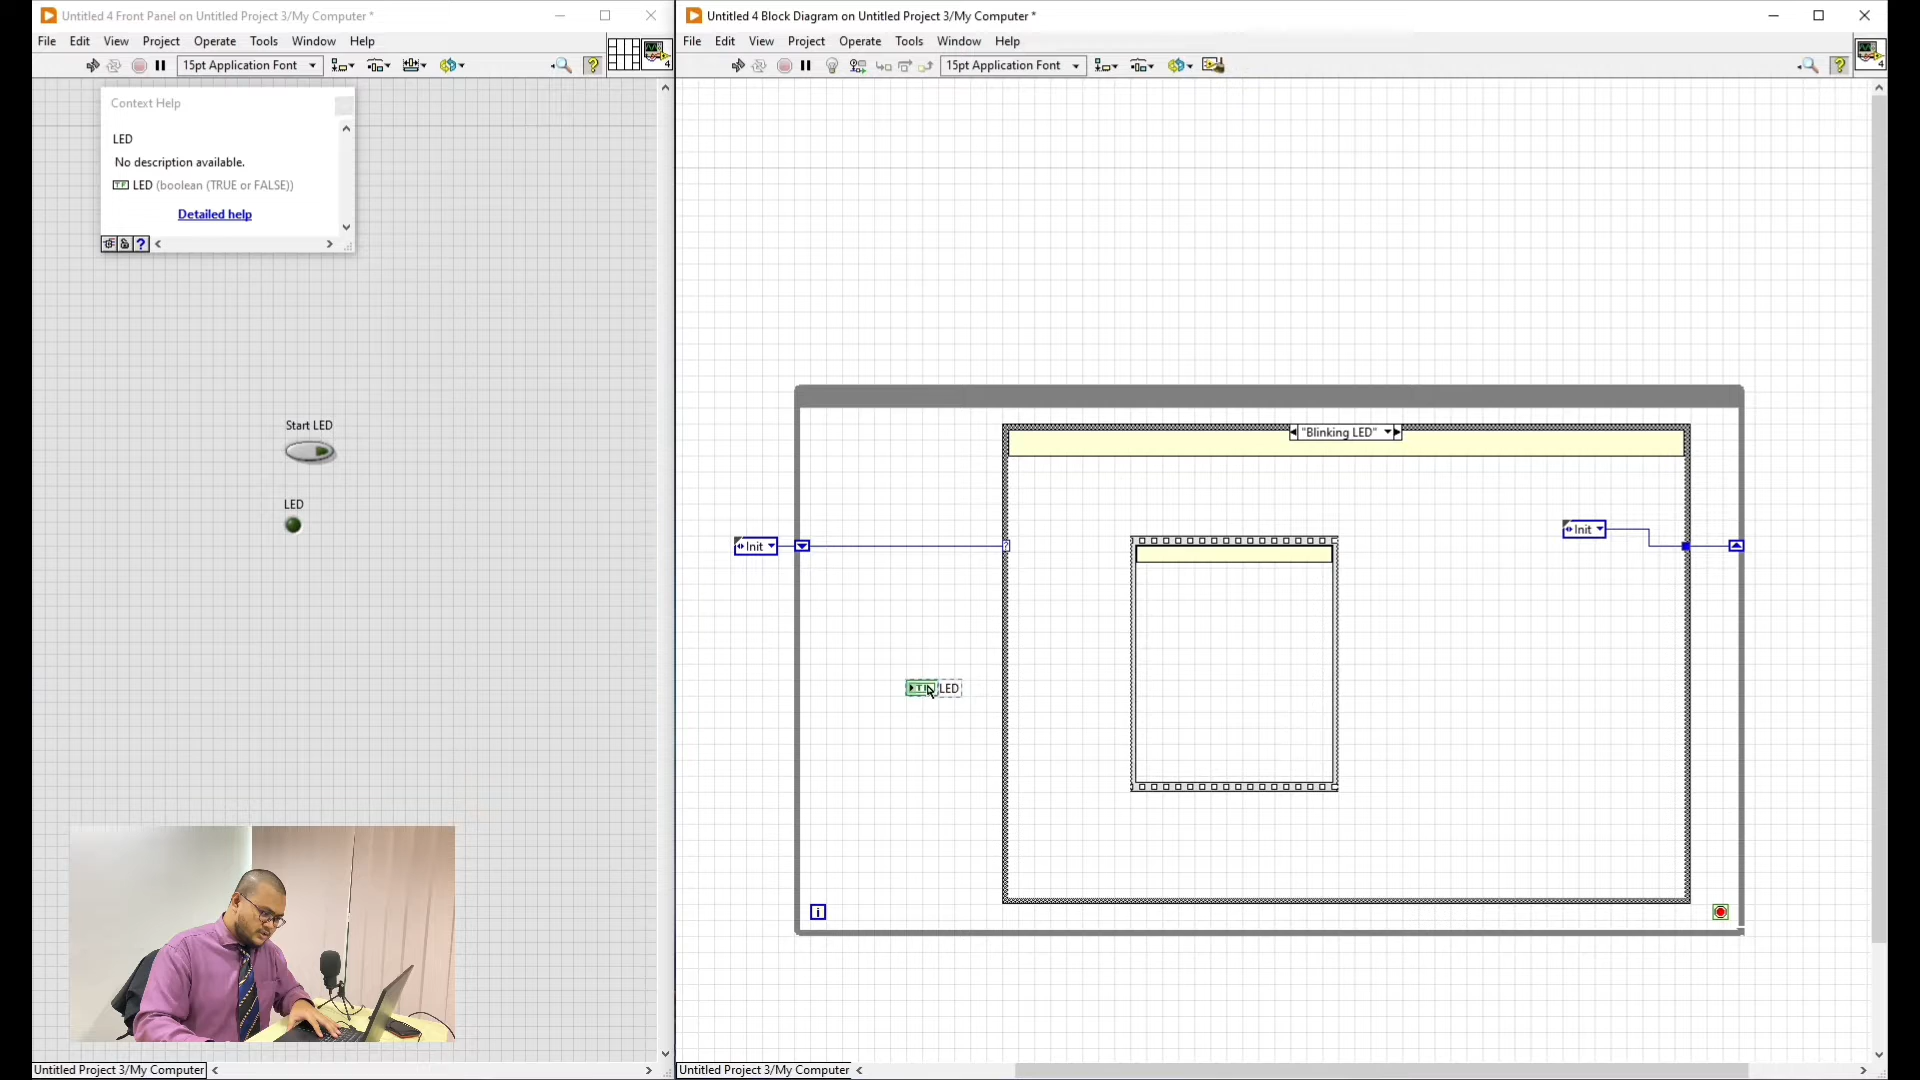 Untitled 4 Front Panel on Untitled Project 3/My Computer *
File Edit View Project Operate Tools Window Help
15pt Application Font
4
Context Help
LED
No description available.
TF LED (boolean (TRUE or FALSE))
Detailed help
Start LED
LED
Untitled Project 3/My Computer
Untitled 4 Block Diagram on Untitled Project 3/My Computer *
File Edit View Project Operate Tools Window Help
15pt Application Font
4
"Blinking LED"
Init
Init
?
LED
i
Untitled Project 3/My Computer